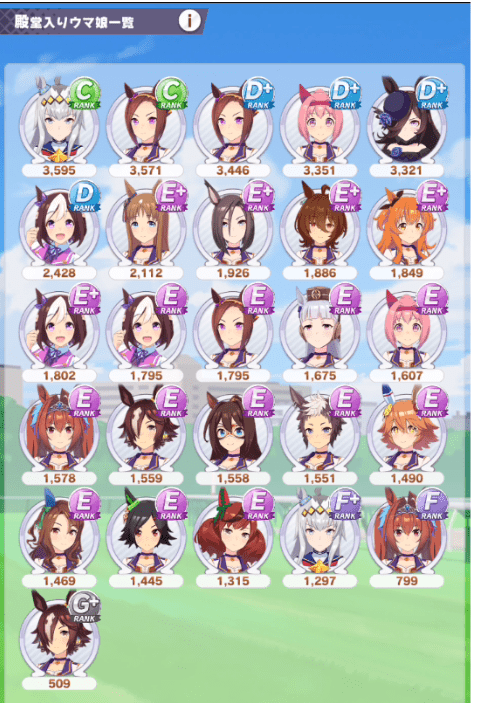 殿堂入りウマ娘一覧 i
C RANK C RANK D+ RANK D+ RANK D+ RANK
3,595 3,571 3,446 3,351 3,321
D RANK E+ RANK E+ RANK E+ RANK E+ RANK
2,428 2,112 1,926 1,886 1,849
E+ RANK E RANK E RANK E RANK E RANK
1,802 1,795 1,795 1,675 1,607
E RANK E RANK E RANK E RANK E RANK
1,578 1,559 1,558 1,551 1,490
E RANK E RANK E RANK F+ RANK F RANK
1,469 1,445 1,315 1,297 799
G+ RANK
509